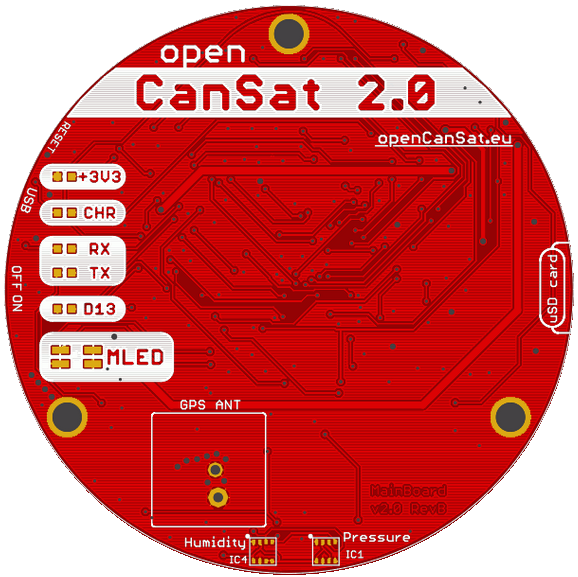 open
CanSat 2.0
openCanSat.eu
RESET
+3V3
USB
CHR
RX
TX
OFF ON
D13
MLED
uSD card
GPS ANT
MainBoard
v2.0 RevB
Humidity
IC4
Pressure
IC1